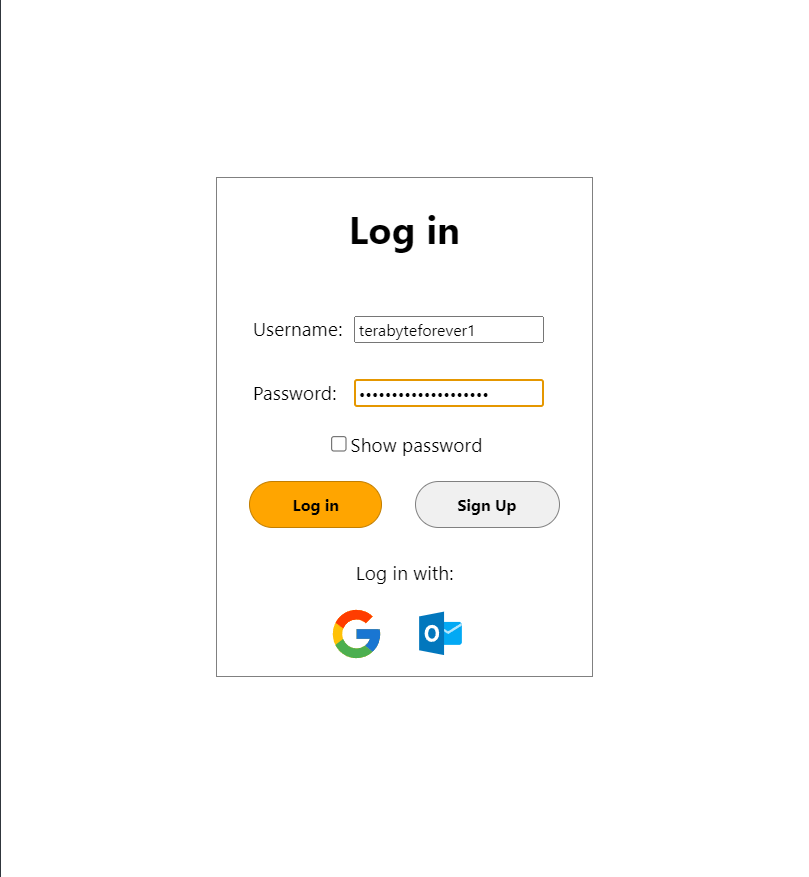 Log in
Username: terabyteforever1
Password: ••••••••••••••••••••
Show password
Log in Sign Up
Log in with:
G O